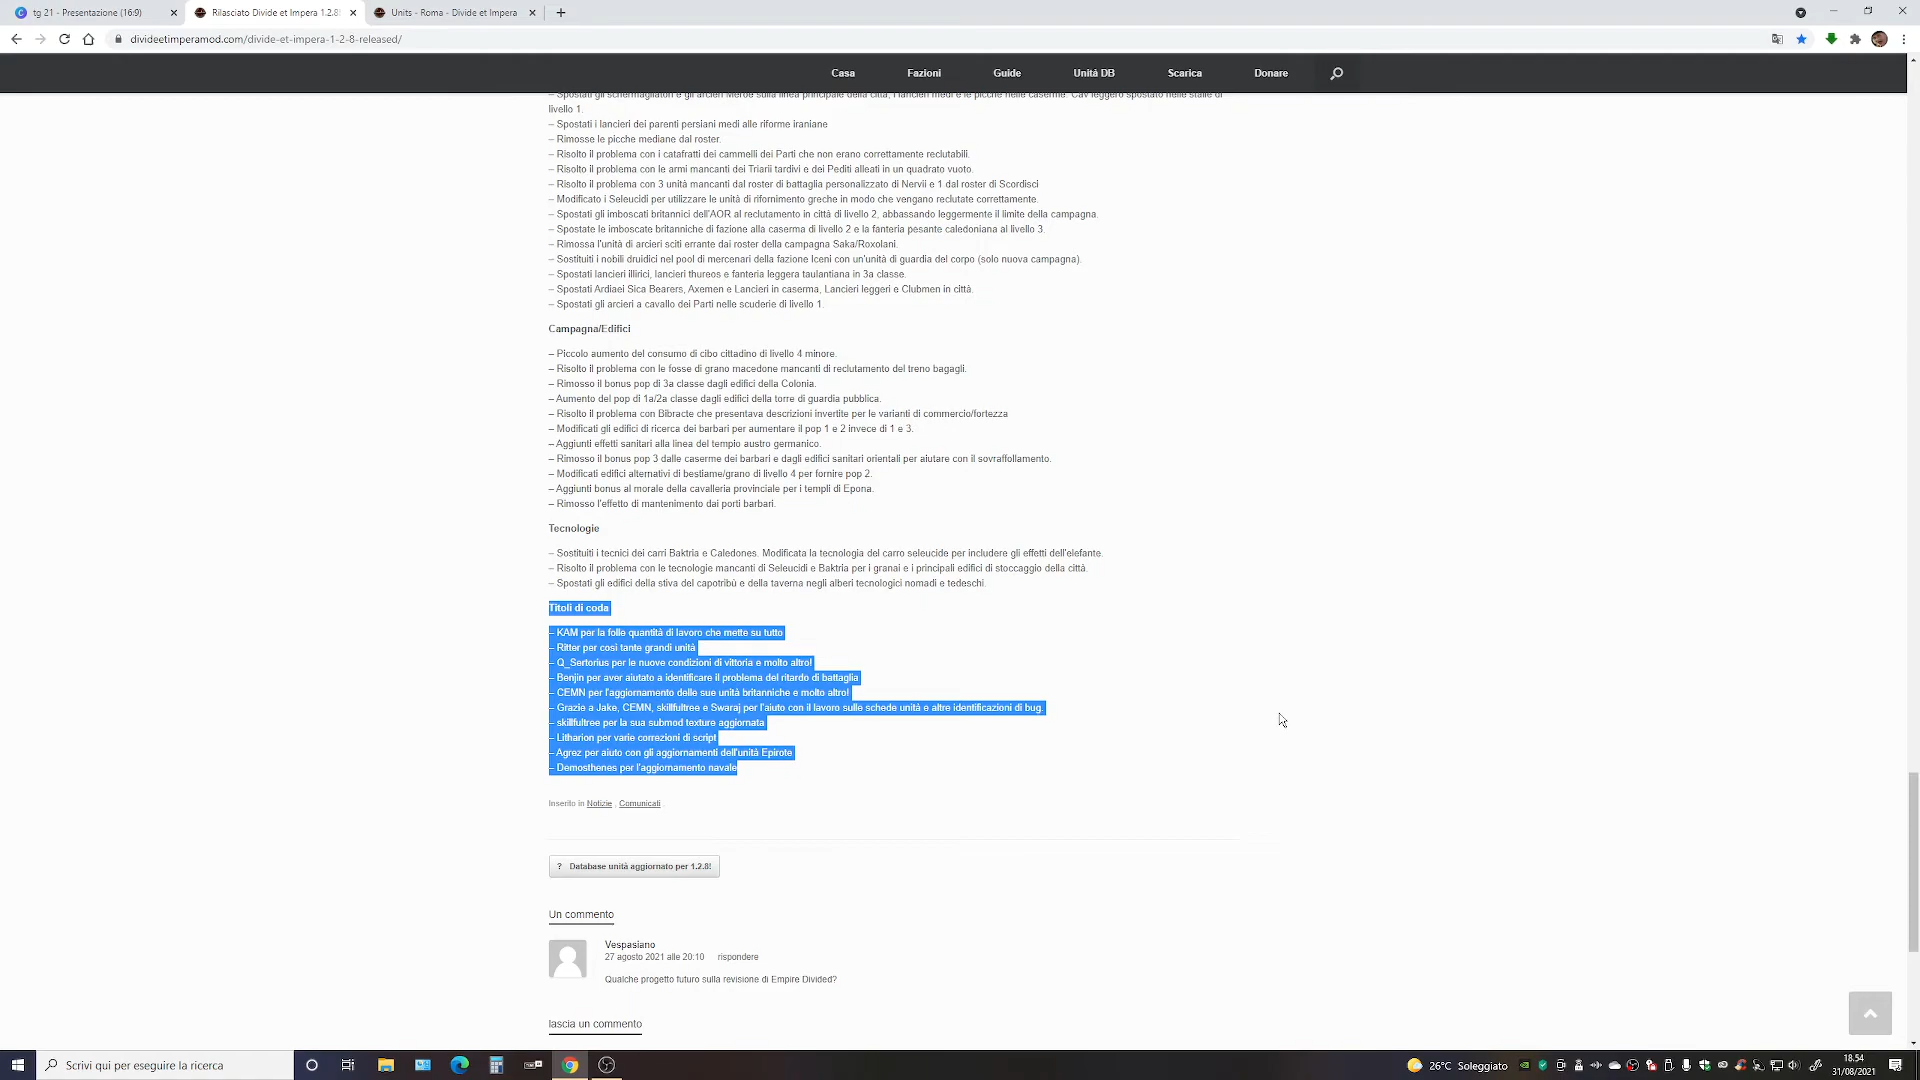 tg 21 - Presentazione (16:9)
Rilasciato Divide et Impera 1.2.8!
Units - Roma - Divide et Impera
divideetimperamod.com/divide-et-impera-1-2-8-released/
Casa
Fazioni
Guide
Unità DB
Scarica
Donare
– Spostati gli schermagliatori e gli arcieri Meroe sulla linea principale della città, i lancieri medi e le picche nelle caserme. Cav leggero spostato nelle stalle di
livello 1.
– Spostati i lancieri dei parenti persiani medi alle riforme iraniane
– Rimosse le picche mediane dal roster.
– Risolto il problema con i catafratti dei cammelli dei Parti che non erano correttamente reclutabili.
– Risolto il problema con le armi mancanti dei Triarii tardivi e dei Pediti alleati in un quadrato vuoto.
– Risolto il problema con 3 unità mancanti dal roster di battaglia personalizzato di Nervii e 1 dal roster di Scordisci
– Modificato i Seleucidi per utilizzare le unità di rifornimento greche in modo che vengano reclutate correttamente.
– Spostati gli imboscati britannici dell'AOR al reclutamento in città di livello 2, abbassando leggermente il limite della campagna.
– Spostate le imboscate britanniche di fazione alla caserma di livello 2 e la fanteria pesante caledoniana al livello 3.
– Rimossa l'unità di arcieri sciti errante dai roster della campagna Saka/Roxolani.
– Sostituiti i nobili druidici nel pool di mercenari della fazione Iceni con un'unità di guardia del corpo (solo nuova campagna).
– Spostati lancieri illirici, lancieri thureos e fanteria leggera taulantiana in 3a classe.
– Spostati Ardiaei Sica Bearers, Axemen e Lancieri in caserma, Lancieri leggeri e Clubmen in città.
– Spostati gli arcieri a cavallo dei Parti nelle scuderie di livello 1.
Campagna/Edifici
– Piccolo aumento del consumo di cibo cittadino di livello 4 minore.
– Risolto il problema con le fosse di grano macedone mancanti di reclutamento del treno bagagli.
– Rimosso il bonus pop di 3a classe dagli edifici della Colonia.
– Aumento del pop di 1a/2a classe dagli edifici della torre di guardia pubblica.
– Risolto il problema con Bibracte che presentava descrizioni invertite per le varianti di commercio/fortezza
– Modificati gli edifici di ricerca dei barbari per aumentare il pop 1 e 2 invece di 1 e 3.
– Aggiunti effetti sanitari alla linea del tempio austro germanico.
– Rimosso il bonus pop 3 dalle caserme dei barbari e dagli edifici sanitari orientali per aiutare con il sovraffollamento.
– Modificati edifici alternativi di bestiame/grano di livello 4 per fornire pop 2.
– Aggiunti bonus al morale della cavalleria provinciale per i templi di Epona.
– Rimosso l'effetto di mantenimento dai porti barbari.
Tecnologie
– Sostituiti i tecnici dei carri Baktria e Caledones. Modificata la tecnologia del carro seleucide per includere gli effetti dell'elefante.
– Risolto il problema con le tecnologie mancanti di Seleucidi e Baktria per i granai e i principali edifici di stoccaggio della città.
– Spostati gli edifici della stiva del capotribù e della taverna negli alberi tecnologici nomadi e tedeschi.
Titoli di coda
– KAM per la folle quantità di lavoro che mette su tutto
– Ritter per così tante grandi unità
– Q_Sertorius per le nuove condizioni di vittoria e molto altro!
– Benjin per aver aiutato a identificare il problema del ritardo di battaglia
– CEMN per l'aggiornamento delle sue unità britanniche e molto altro!
– Grazie a Jake, CEMN, skillfultree e Swaraj per l'aiuto con il lavoro sulle schede unità e altre identificazioni di bug.
– skillfultree per la sua submod texture aggiornata
– Litharion per varie correzioni di script
– Agrez per aiuto con gli aggiornamenti dell'unità Epirote
– Demosthenes per l'aggiornamento navale
Inserito in Notizie , Comunicati
? Database unità aggiornato per 1.2.8!
Un commento
Vespasiano
27 agosto 2021 alle 20:10 rispondere
Qualche progetto futuro sulla revisione di Empire Divided?
lascia un commento
Scrivi qui per eseguire la ricerca
26°C Soleggiato
18.54
31/08/2021